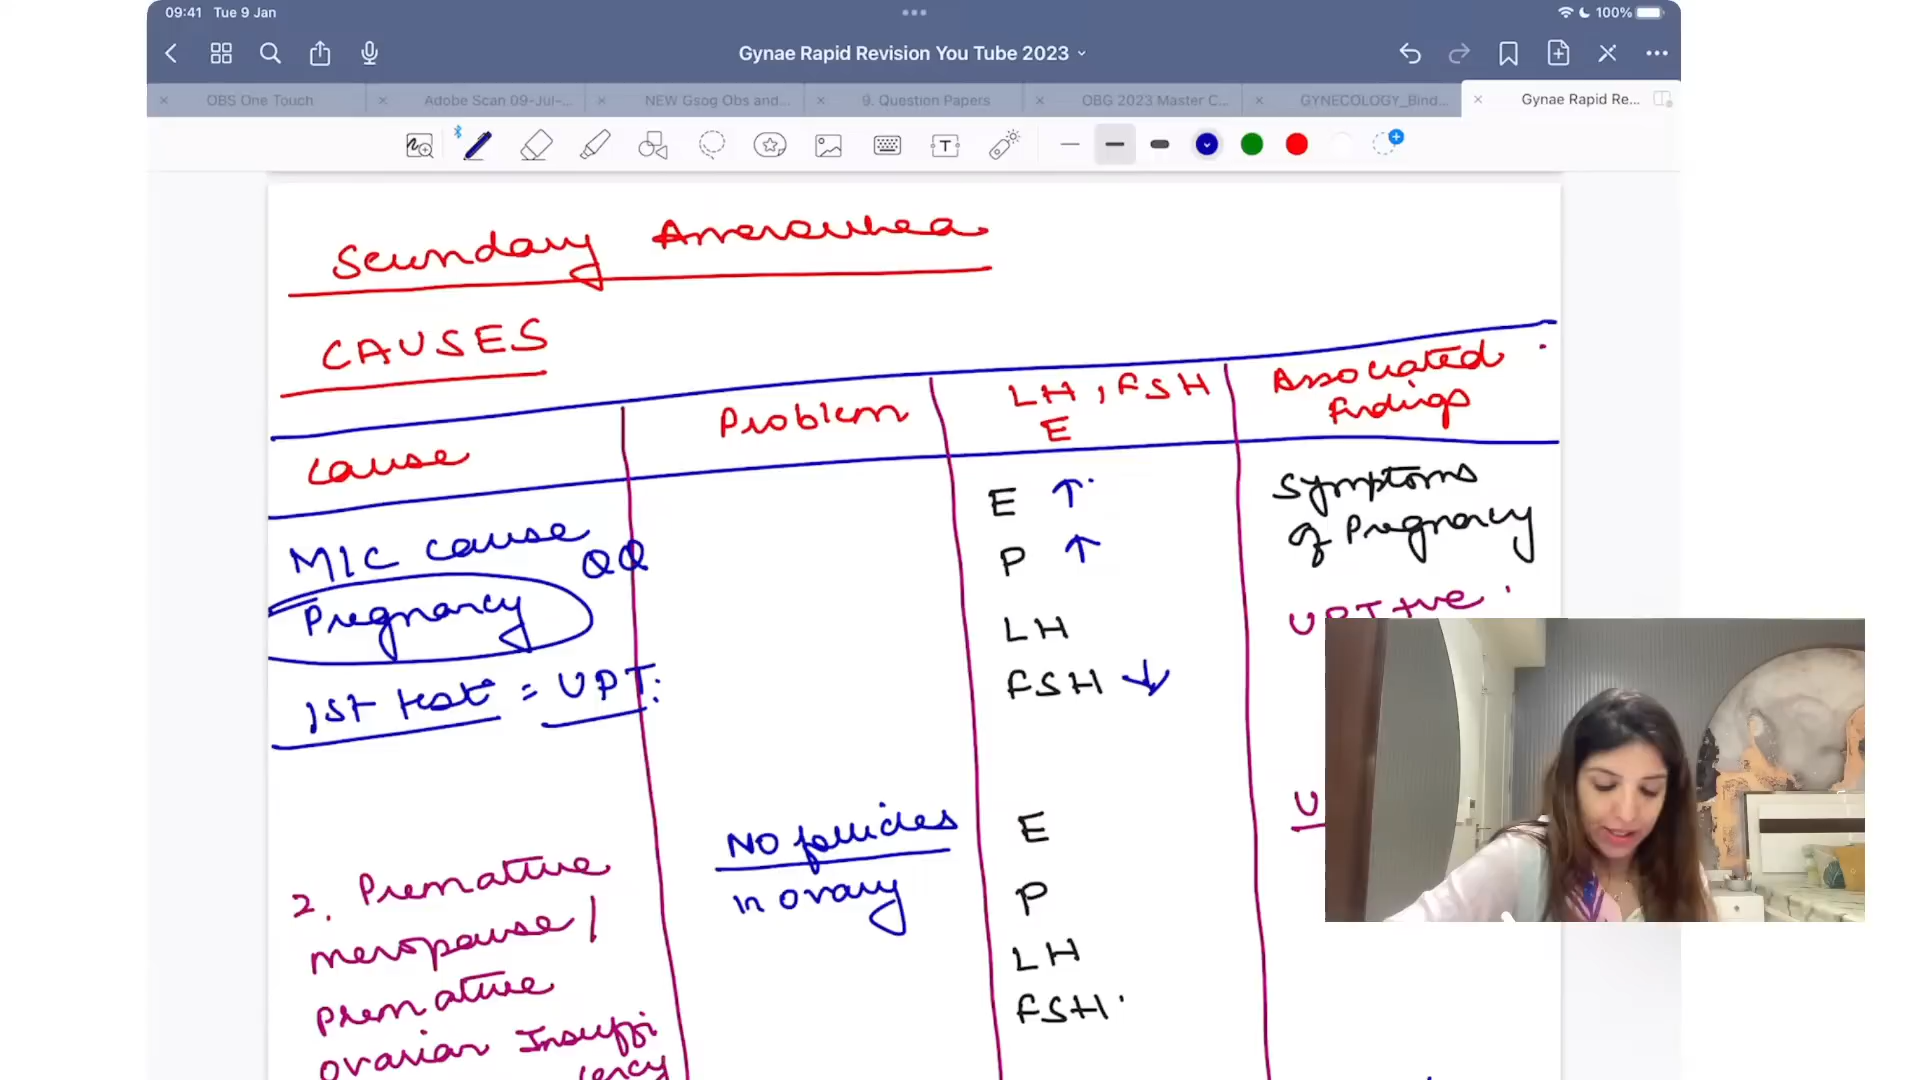 09:41 Tue 9 Jan
100%
Gynae Rapid Revision You Tube 2023
OBS One Touch
Adobe Scan 09-Jul-...
NEW Gsog Obs and...
9. Question Papers
OBG 2023 Master C...
GYNECOLOGY_Bind...
Gynae Rapid Re...
Secundary Amenorrhea
CAUSES
Cause
Problem
LH, FSH
E
Associated
findings
M/C cause
QQ
Pregnancy
1st test = UPT:
E ↑
P ↑
LH
FSH ↓
Symptoms
of Pregnancy
UPT +ve
2. Premature
menopause /
premature
ovarian Insuffi
ciency
NO follicles
in ovary
E
P
LH
FSH
U